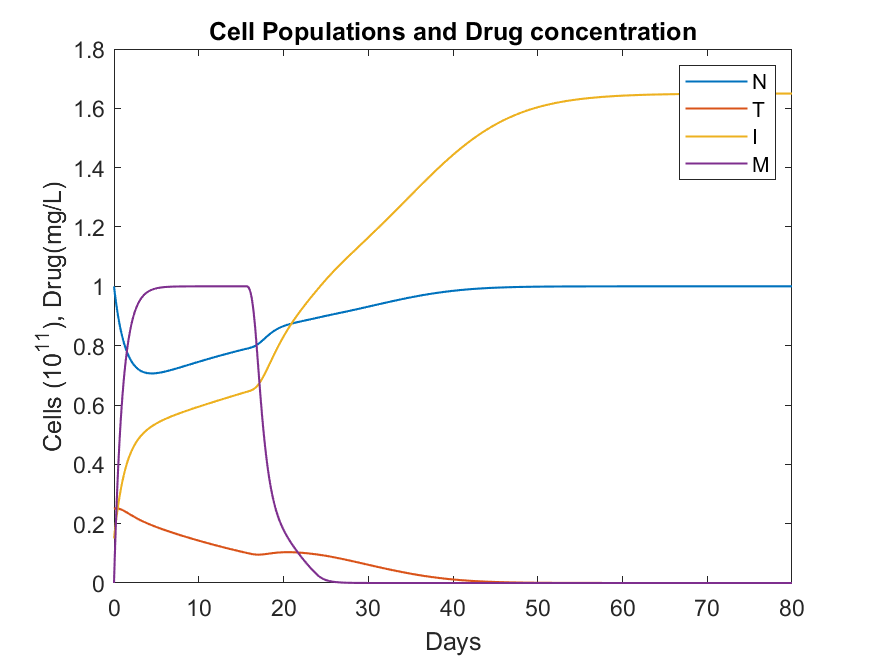 Cell Populations and Drug concentration
Cells (10^11), Drug(mg/L)
1.8
1.6
1.4
1.2
1
0.8
0.6
0.4
0.2
0
N
T
I
M
0 10 20 30 40 50 60 70 80
Days